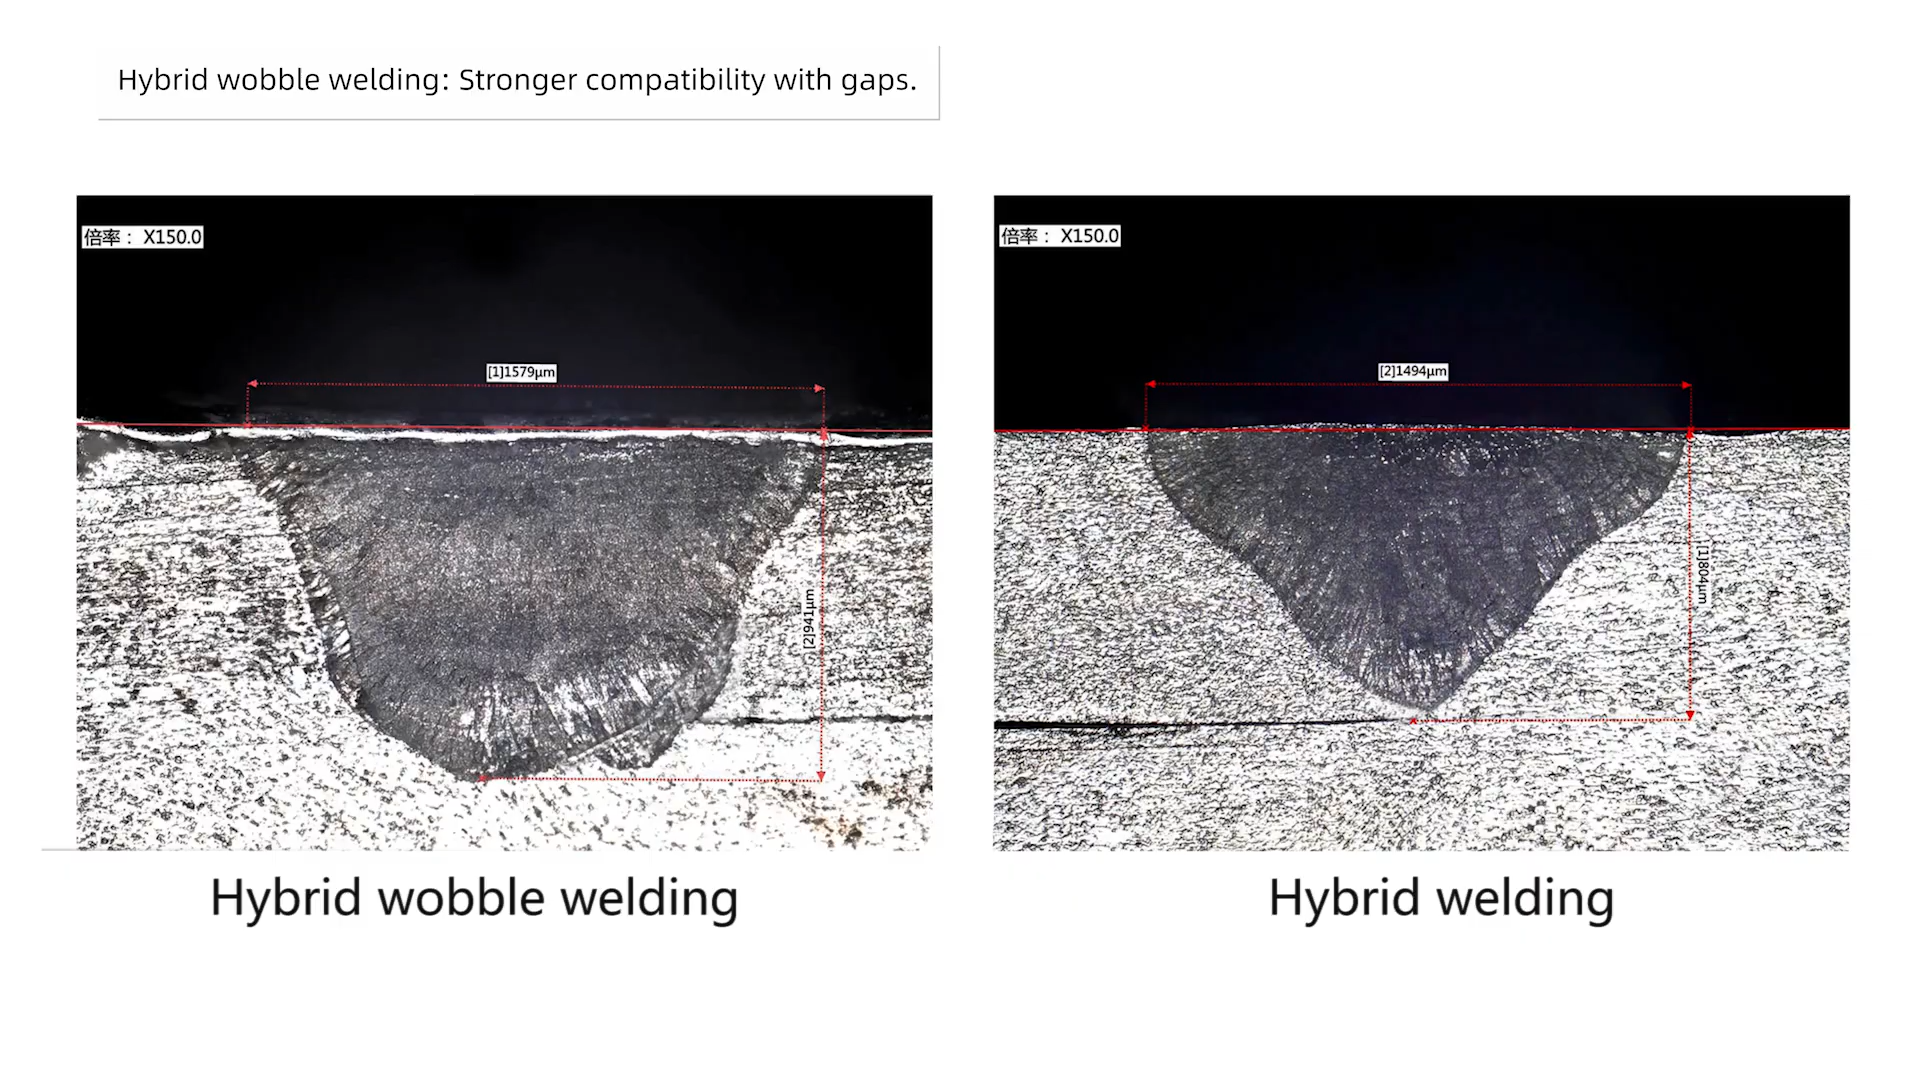 Hybrid wobble welding: Stronger compatibility with gaps.
倍率： X150.0
[1]1579μm
[2]941μm
倍率： X150.0
[2]1494μm
[1]804μm
Hybrid wobble welding
Hybrid welding